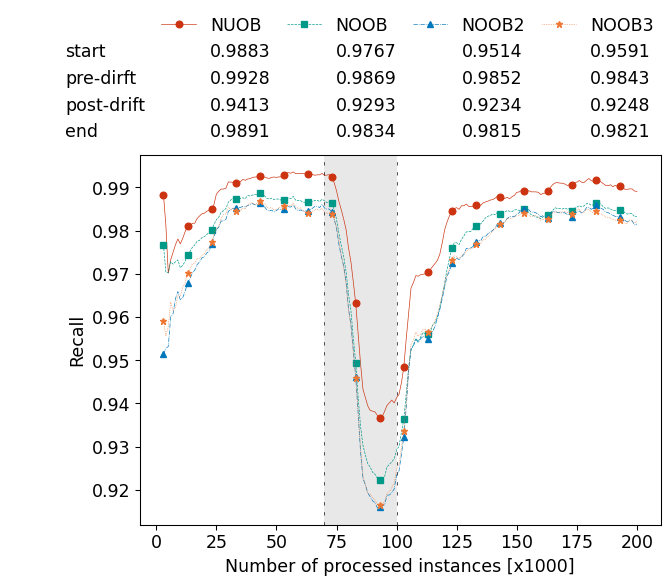 NUOB NOOB NOOB2 NOOB3
start 0.9883 0.9767 0.9514 0.9591
pre-dirft 0.9928 0.9869 0.9852 0.9843
post-drift 0.9413 0.9293 0.9234 0.9248
end 0.9891 0.9834 0.9815 0.9821
0.99
0.98
0.97
0.96
0.95
0.94
0.93
0.92
Recall
0 25 50 75 100 125 150 175 200
Number of processed instances [x1000]